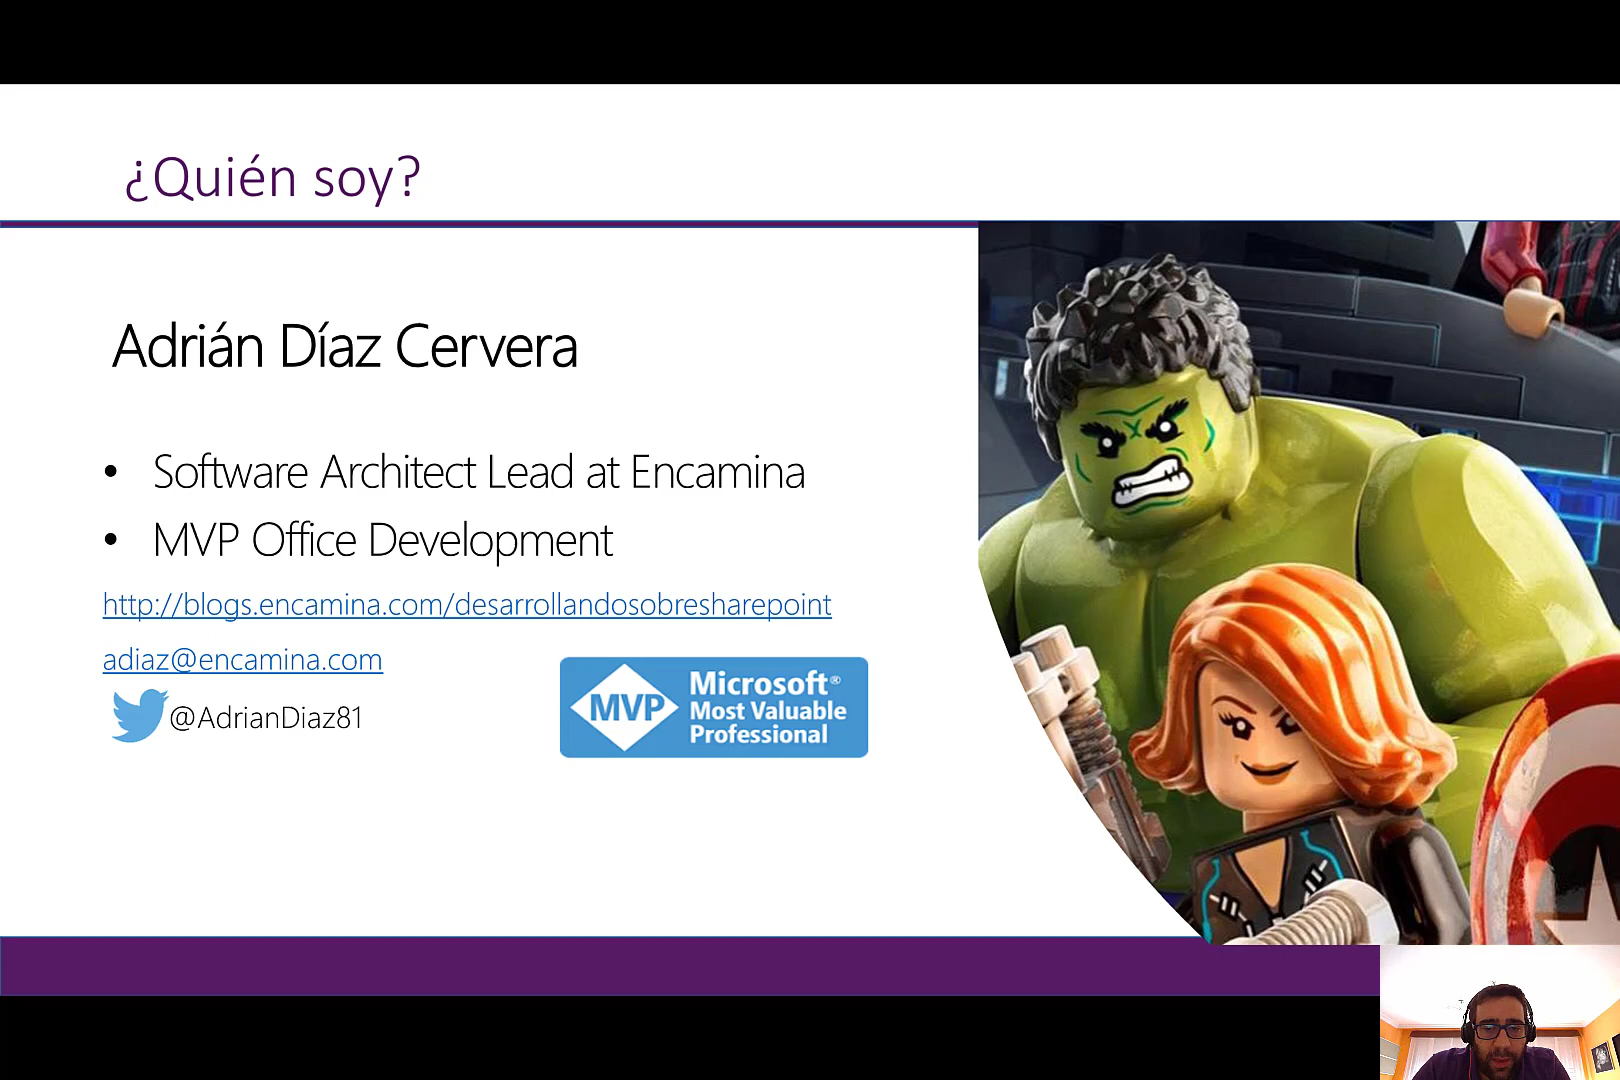 ¿Quién soy?
Adrián Díaz Cervera
• Software Architect Lead at Encamina
• MVP Office Development
http://blogs.encamina.com/desarrollandosobresharepoint
adiaz@encamina.com
@AdrianDiaz81
MVP
Microsoft®
Most Valuable
Professional